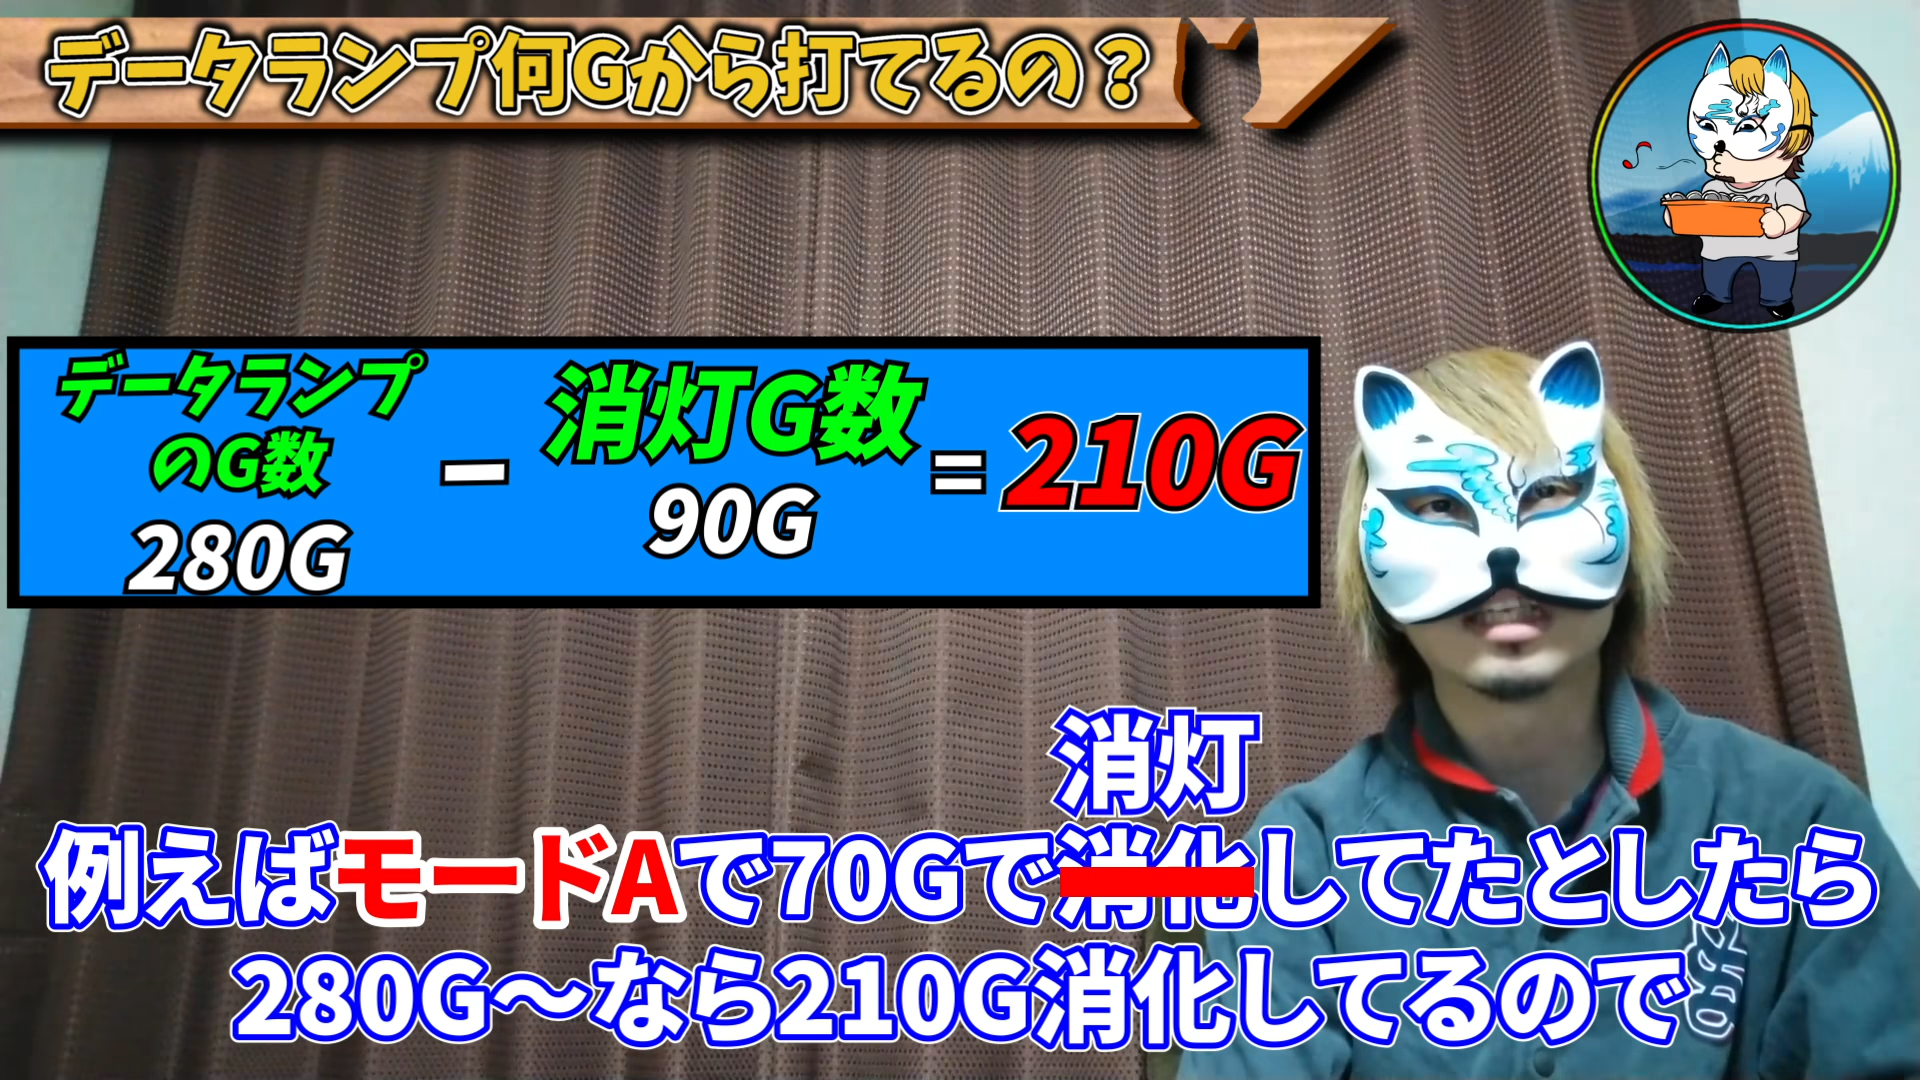 データランプ何Gから打てるの？
データランプ
のG数
280G
－
消灯G数
90G
=
210G
消灯
例えばモードAで70Gで消化してたとしたら
280G～なら210G消化してるので